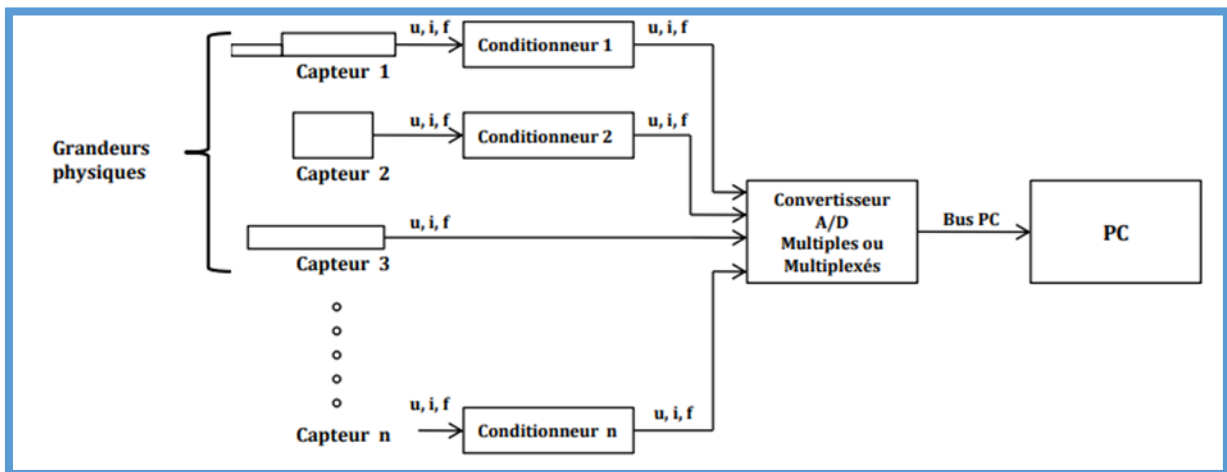 u, i, f
Conditionneur 1
u, i, f
Capteur 1
u, i, f
Conditionneur 2
u, i, f
Capteur 2
Grandeurs
physiques
u, i, f
Capteur 3
Convertisseur
A/D
Multiples ou
Multiplexés
Bus PC
PC
u, i, f
Conditionneur n
u, i, f
Capteur n